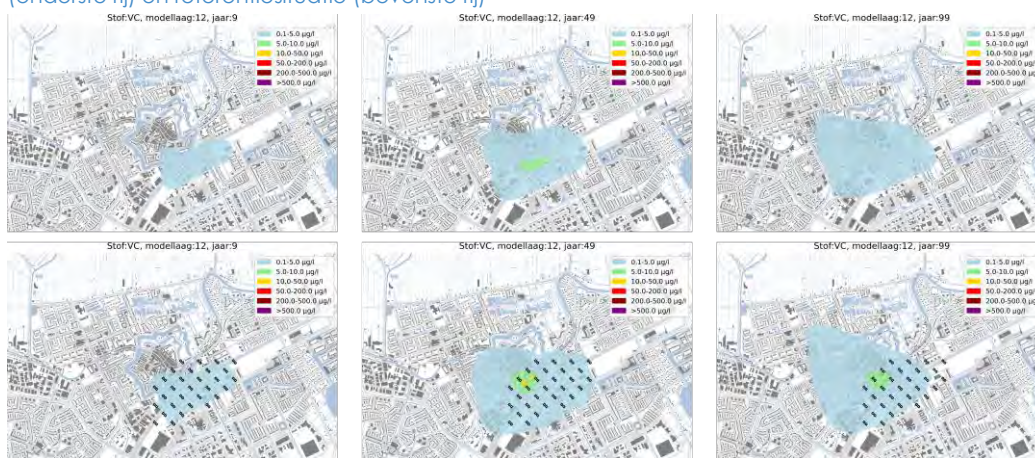 (onderste rij) en referentiesituatie (bovenste rij)
Stof:VC, modellaag:12, jaar:9
0.1-5.0 µg/l
5.0-10.0 µg/l
10.0-50.0 µg/l
50.0-200.0 µg/l
200.0-500.0 µg/l
>500.0 µg/l
Stof:VC, modellaag:12, jaar:49
0.1-5.0 µg/l
5.0-10.0 µg/l
10.0-50.0 µg/l
50.0-200.0 µg/l
200.0-500.0 µg/l
>500.0 µg/l
Stof:VC, modellaag:12, jaar:99
0.1-5.0 µg/l
5.0-10.0 µg/l
10.0-50.0 µg/l
50.0-200.0 µg/l
200.0-500.0 µg/l
>500.0 µg/l
Stof:VC, modellaag:12, jaar:9
0.1-5.0 µg/l
5.0-10.0 µg/l
10.0-50.0 µg/l
50.0-200.0 µg/l
200.0-500.0 µg/l
>500.0 µg/l
Stof:VC, modellaag:12, jaar:49
0.1-5.0 µg/l
5.0-10.0 µg/l
10.0-50.0 µg/l
50.0-200.0 µg/l
200.0-500.0 µg/l
>500.0 µg/l
Stof:VC, modellaag:12, jaar:99
0.1-5.0 µg/l
5.0-10.0 µg/l
10.0-50.0 µg/l
50.0-200.0 µg/l
200.0-500.0 µg/l
>500.0 µg/l